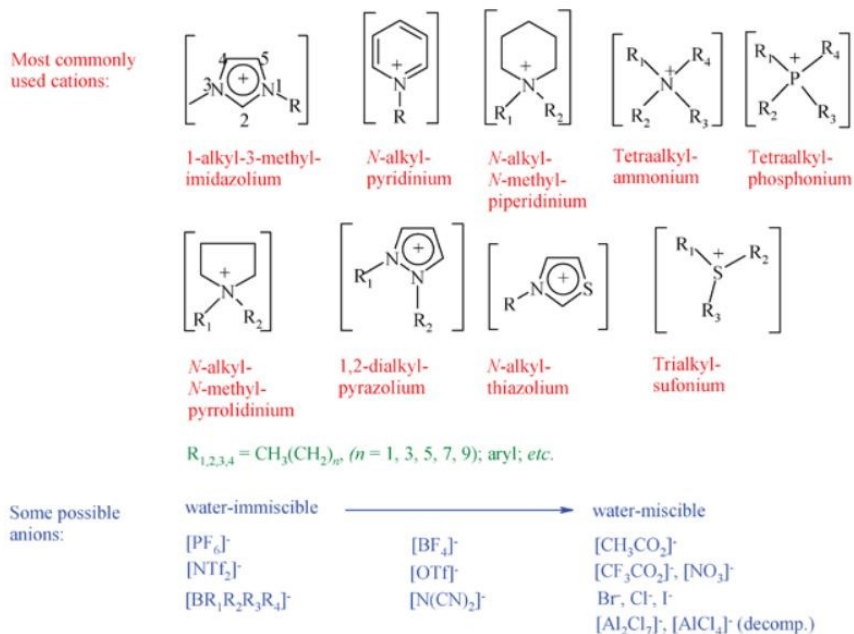 Most commonly
used cations:
4 5
3 N + N 1
2 R
+
N
R
+
N
R1 R2
R1 R4
+
N
R2 R3
R1 + R4
P
R2 R3
1-alkyl-3-methyl-
imidazolium
N-alkyl-
pyridinium
N-alkyl-
N-methyl-
piperidinium
Tetraalkyl-
ammonium
Tetraalkyl-
phosphonium
+
N
R1 R2
N +
R1 N
R2
+
R N S
R1 + R2
S
R3
N-alkyl-
N-methyl-
pyrrolidinium
1,2-dialkyl-
pyrazolium
N-alkyl-
thiazolium
Trialkyl-
sufonium
R1,2,3,4 = CH3(CH2)n, (n = 1, 3, 5, 7, 9); aryl; etc.
Some possible
anions:
water-immiscible
water-miscible
[PF6]- [BF4]- [CH3CO2]-
[NTf2]- [OTf]- [CF3CO2]-, [NO3]-
[BR1R2R3R4]- [N(CN)2]- Br-, Cl-, I-
[Al2Cl7]-, [AlCl4]- (decomp.)